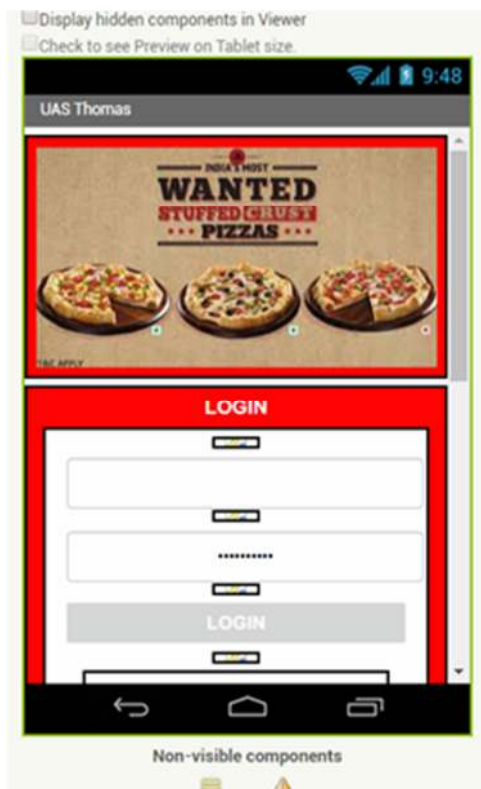 Display hidden components in Viewer
Check to see Preview on Tablet size.
9:48
UAS Thomas
INDIA'S MOST
WANTED
STUFFED CRUST
PIZZAS
T&C APPLY
LOGIN
••••••••••
LOGIN
Non-visible components